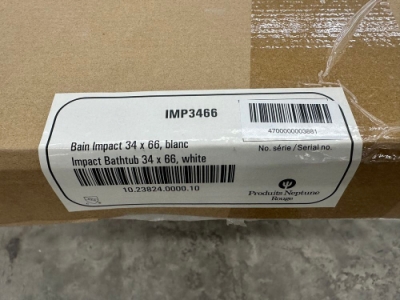 IMP3466
4700000003881
No. série / Serial no.
Bain Impact 34 x 66, blanc
Impact Bathtub 34 x 66, white
10.23824.0000.10
Produits Neptune
Rouge